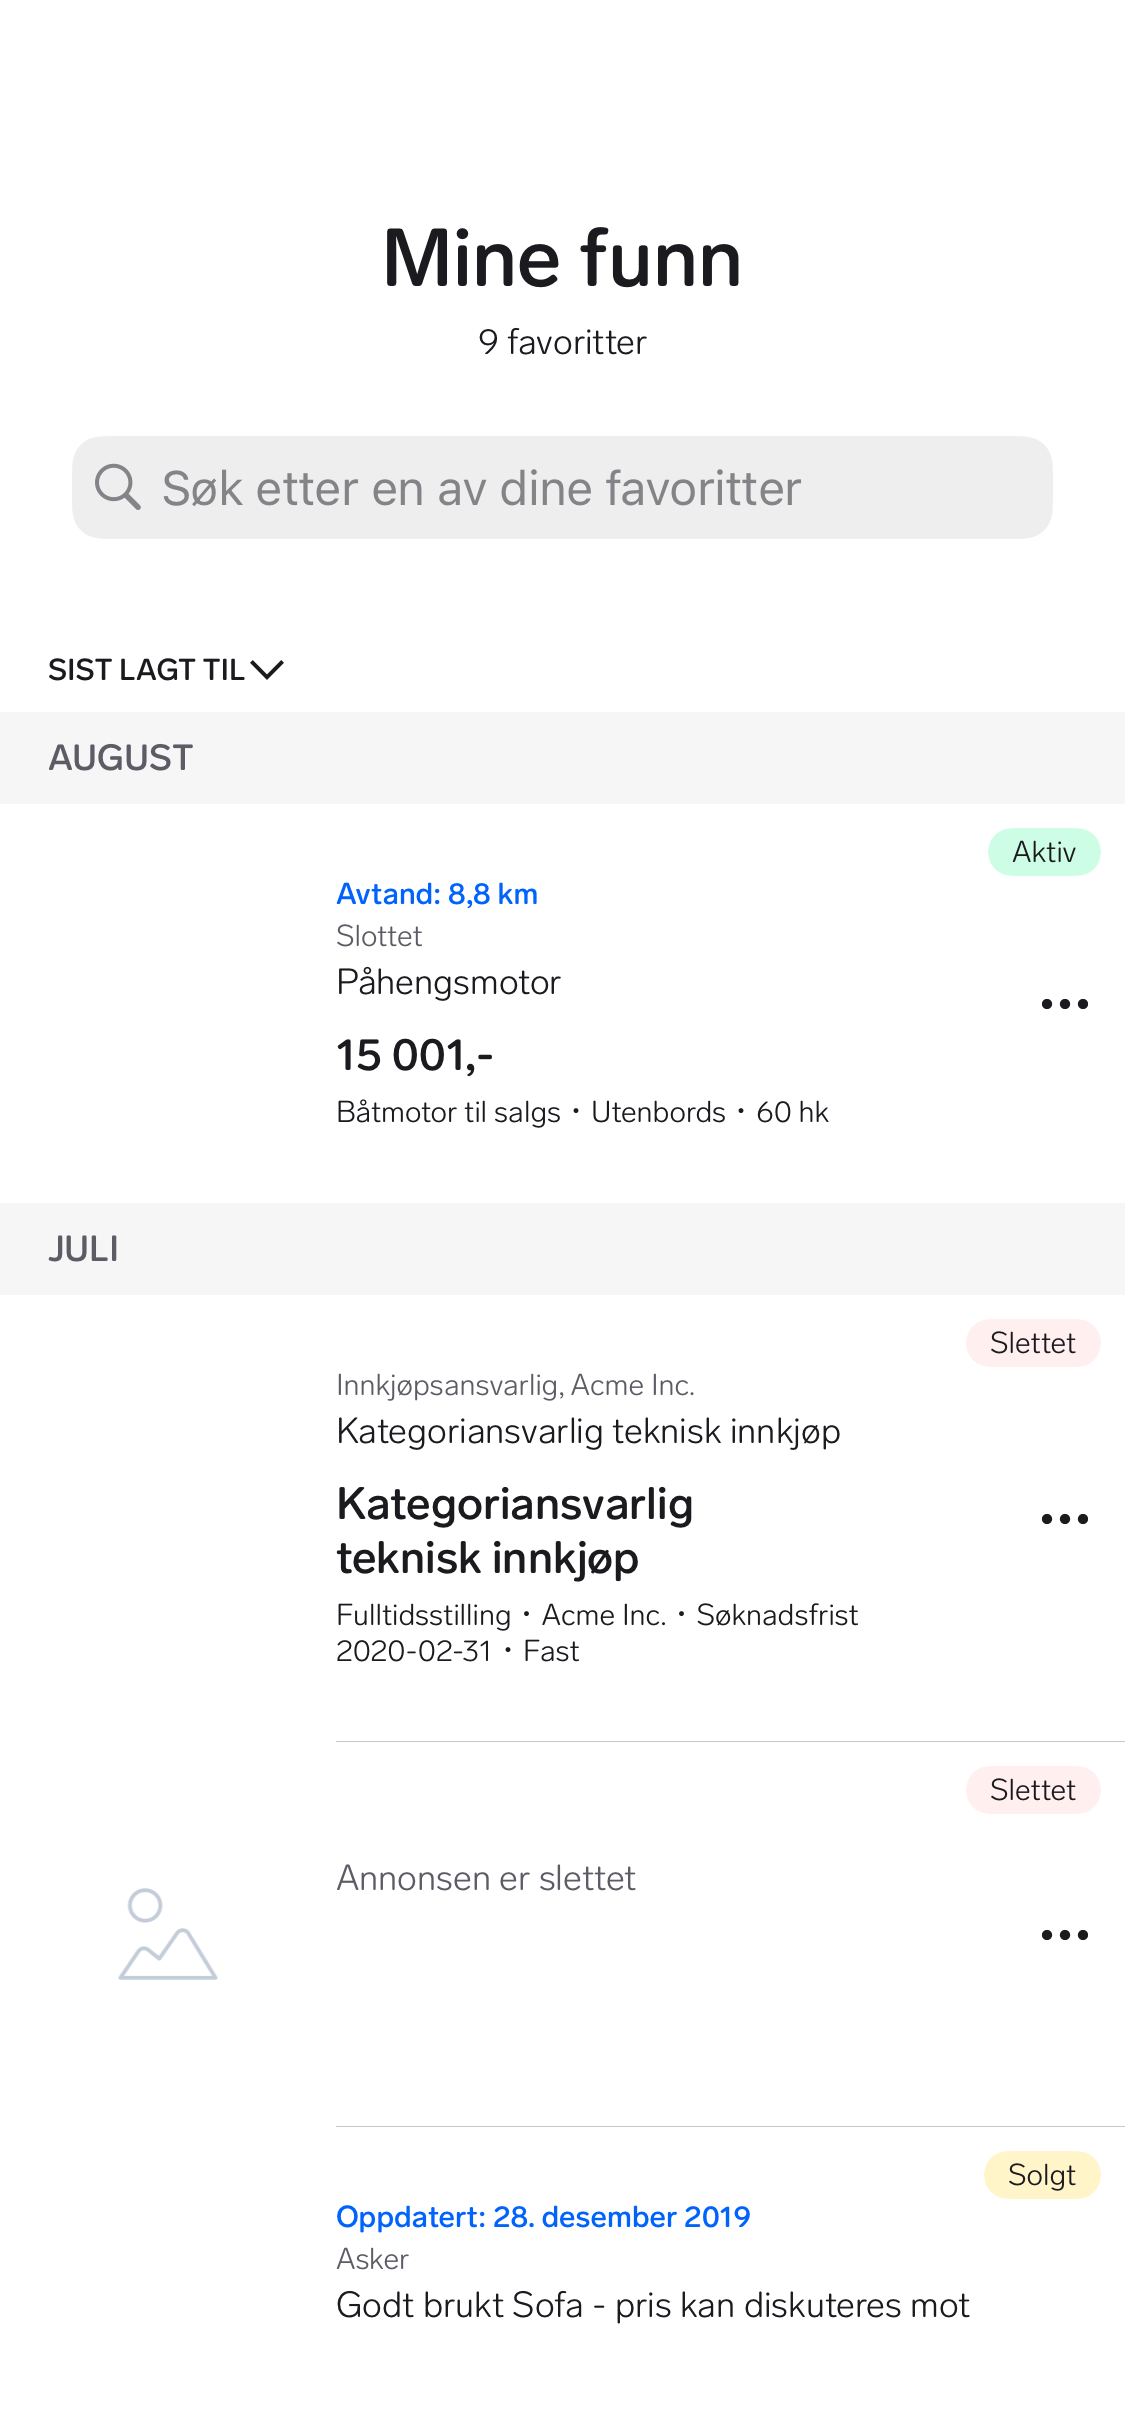 Mine funn
9 favoritter
Søk etter en av dine favoritter
SIST LAGT TIL
AUGUST
Aktiv
Avtand: 8,8 km
Slottet
Påhengsmotor
15 001,-
Båtmotor til salgs • Utenbords • 60 hk
JULI
Slettet
Innkjøpsansvarlig, Acme Inc.
Kategoriansvarlig teknisk innkjøp
Kategoriansvarlig
teknisk innkjøp
Fulltidsstilling • Acme Inc. • Søknadsfrist
2020-02-31 • Fast
Slettet
Annonsen er slettet
Solgt
Oppdatert: 28. desember 2019
Asker
Godt brukt Sofa - pris kan diskuteres mot